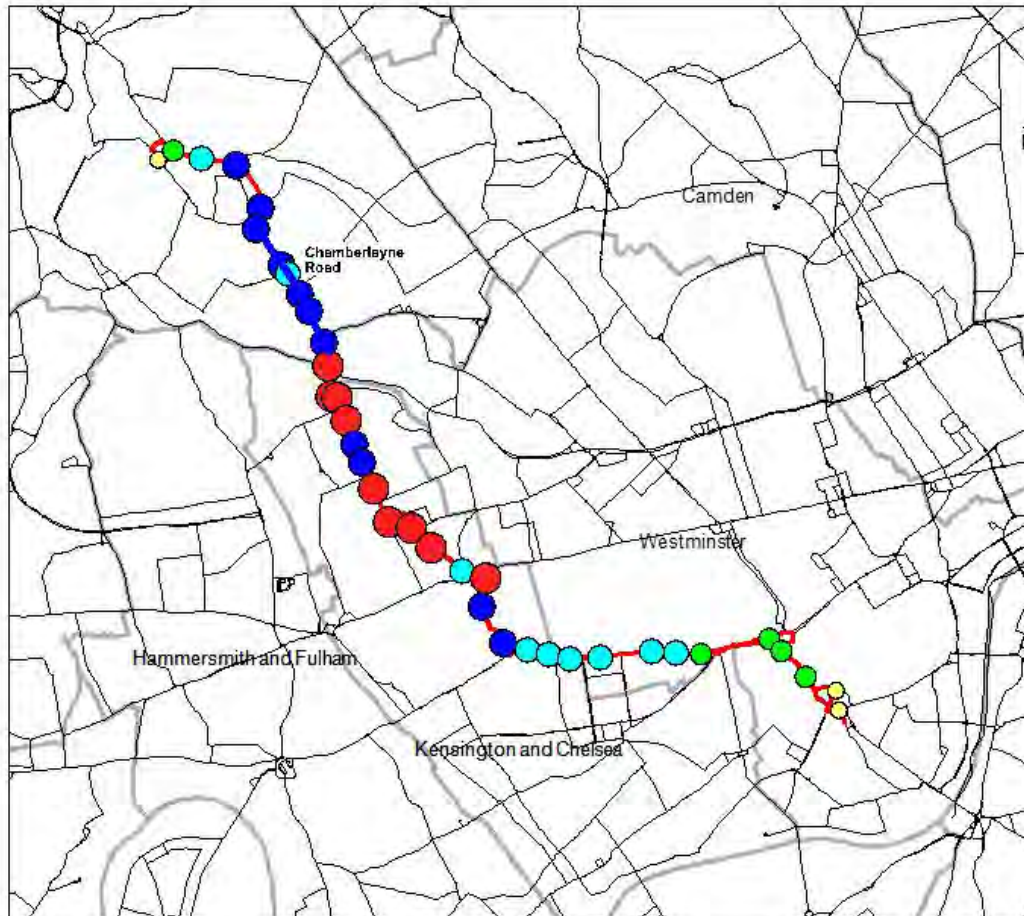 Camden
Chamberlayne
Road
Westminster
Hammersmith and Fulham
Kensington and Chelsea